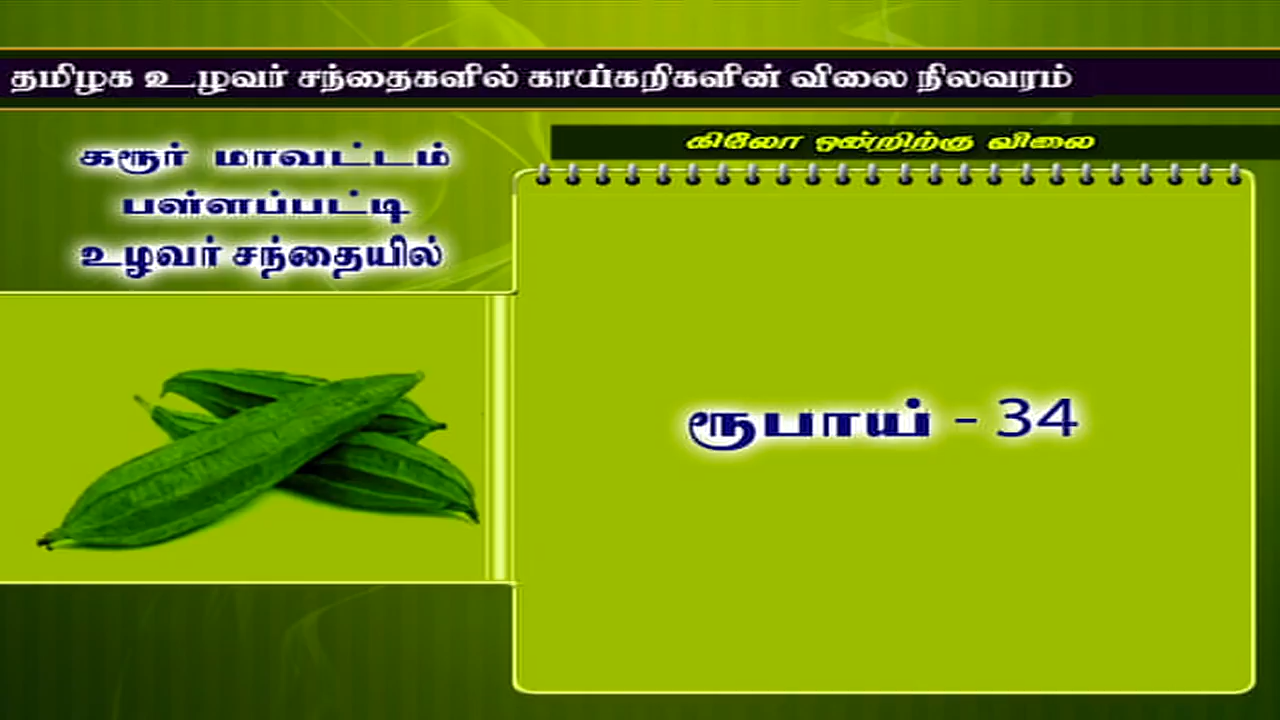 தமிழக உழவர் சந்தைகளில் காய்கறிகளின் விலை நிலவரம்
கிலோ ஒன்றிற்கு விலை
கரூர் மாவட்டம்
பள்ளப்பட்டி
உழவர் சந்தையில்
ரூபாய் - 34